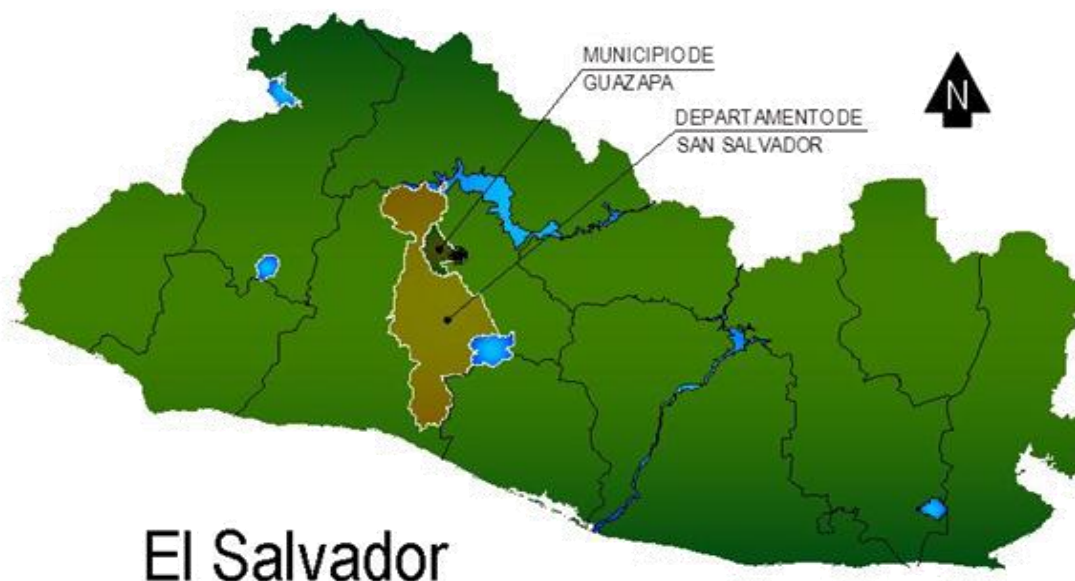 MUNICIPIO DE
GUAZAPA
N
DEPARTAMENTO DE
SAN SALVADOR
El Salvador